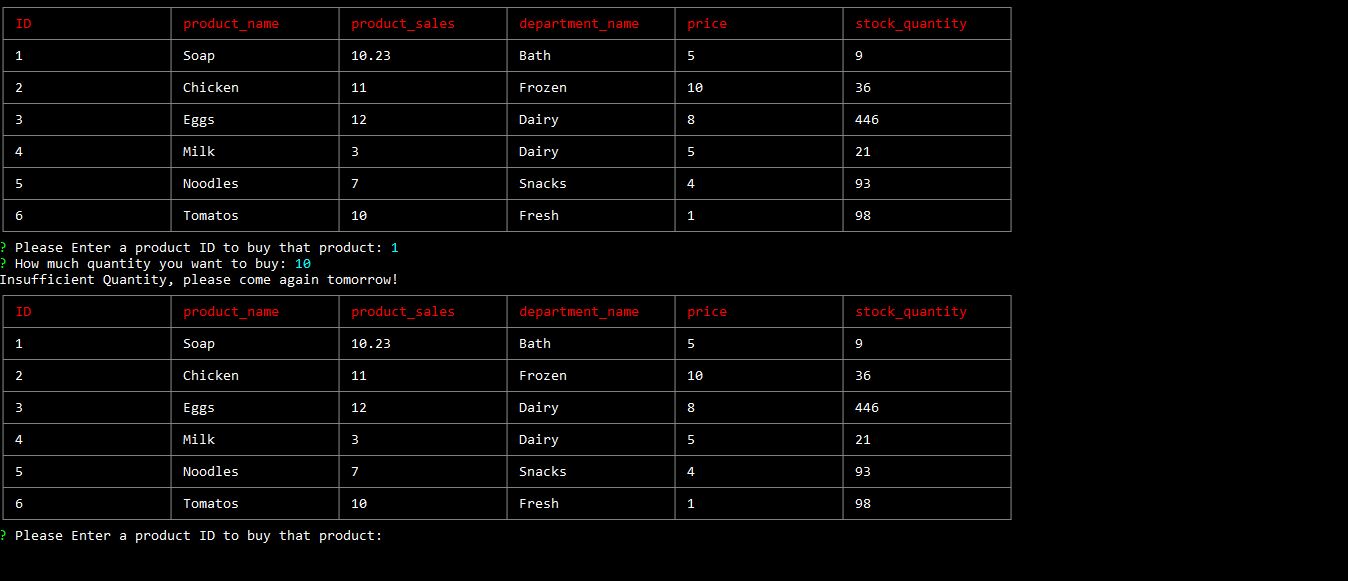 ID product_name product_sales department_name price stock_quantity
1 Soap 10.23 Bath 5 9
2 Chicken 11 Frozen 10 36
3 Eggs 12 Dairy 8 446
4 Milk 3 Dairy 5 21
5 Noodles 7 Snacks 4 93
6 Tomatos 10 Fresh 1 98
? Please Enter a product ID to buy that product: 1
? How much quantity you want to buy: 10
Insufficient Quantity, please come again tomorrow!
ID product_name product_sales department_name price stock_quantity
1 Soap 10.23 Bath 5 9
2 Chicken 11 Frozen 10 36
3 Eggs 12 Dairy 8 446
4 Milk 3 Dairy 5 21
5 Noodles 7 Snacks 4 93
6 Tomatos 10 Fresh 1 98
? Please Enter a product ID to buy that product: